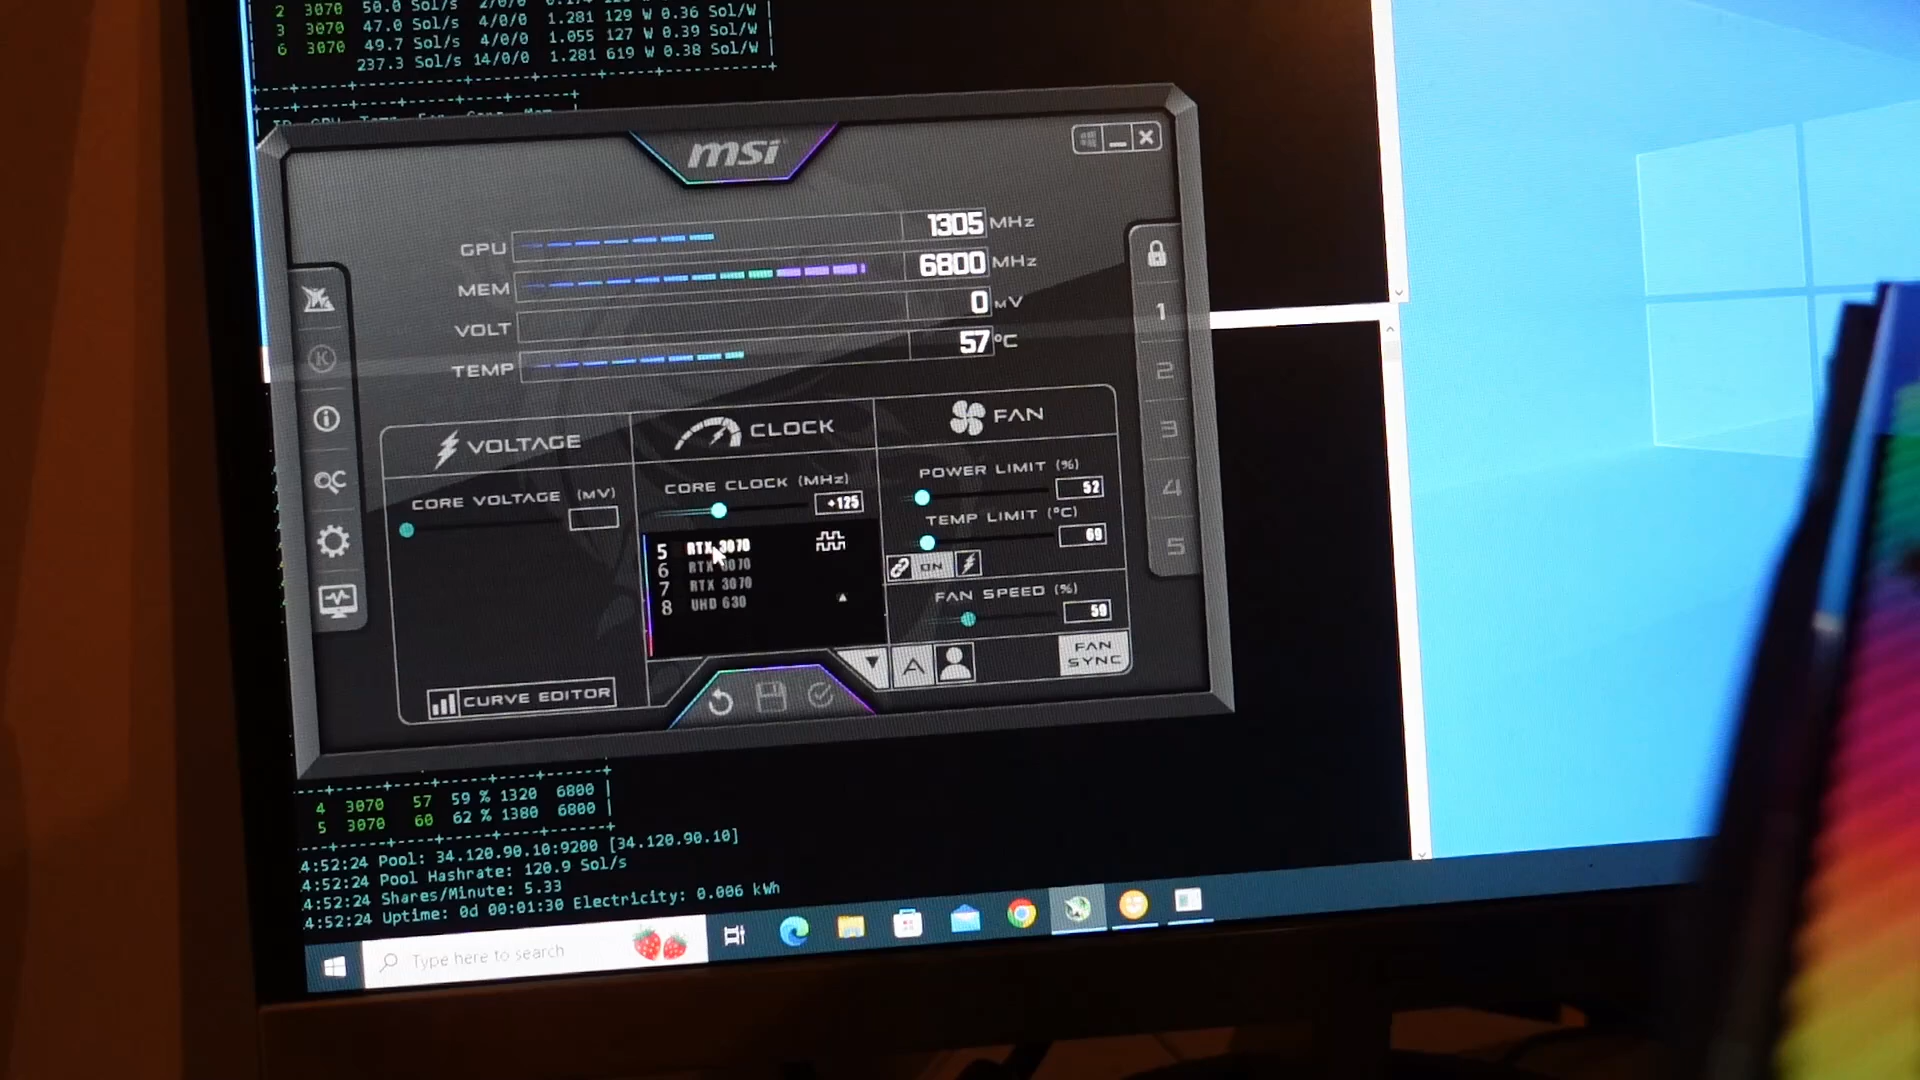 2 3070 50.0 Sol/s 2/0/0
3 3070 47.0 Sol/s 4/0/0 1.281 129 W 0.36 Sol/W
6 3070 49.7 Sol/s 4/0/0 1.055 127 W 0.39 Sol/W
237.3 Sol/s 14/0/0 1.281 619 W 0.38 Sol/W
msi
GPU 1305 MHz
MEM 6800 MHz
VOLT 0 MV
TEMP 57 °C
1
2
3
4
5
VOLTAGE
CORE VOLTAGE (MV)
CURVE EDITOR
CLOCK
CORE CLOCK (MHz)
+125
5 RTX 3070
6 RTX 3070
7 RTX 3070
8 UHD 630
FAN
POWER LIMIT (%)
52
TEMP LIMIT (°C)
69
ON
FAN SPEED (%)
59
A
FAN
SYNC
4 3070 57 59 % 1320 6800
5 3070 60 62 % 1380 6800
4:52:24 Pool: 34.120.90.10:9200 [34.120.90.10]
4:52:24 Pool Hashrate: 120.9 Sol/s
4:52:24 Shares/Minute: 5.33
4:52:24 Uptime: 0d 00:01:30 Electricity: 0.006 kWh
Type here to search